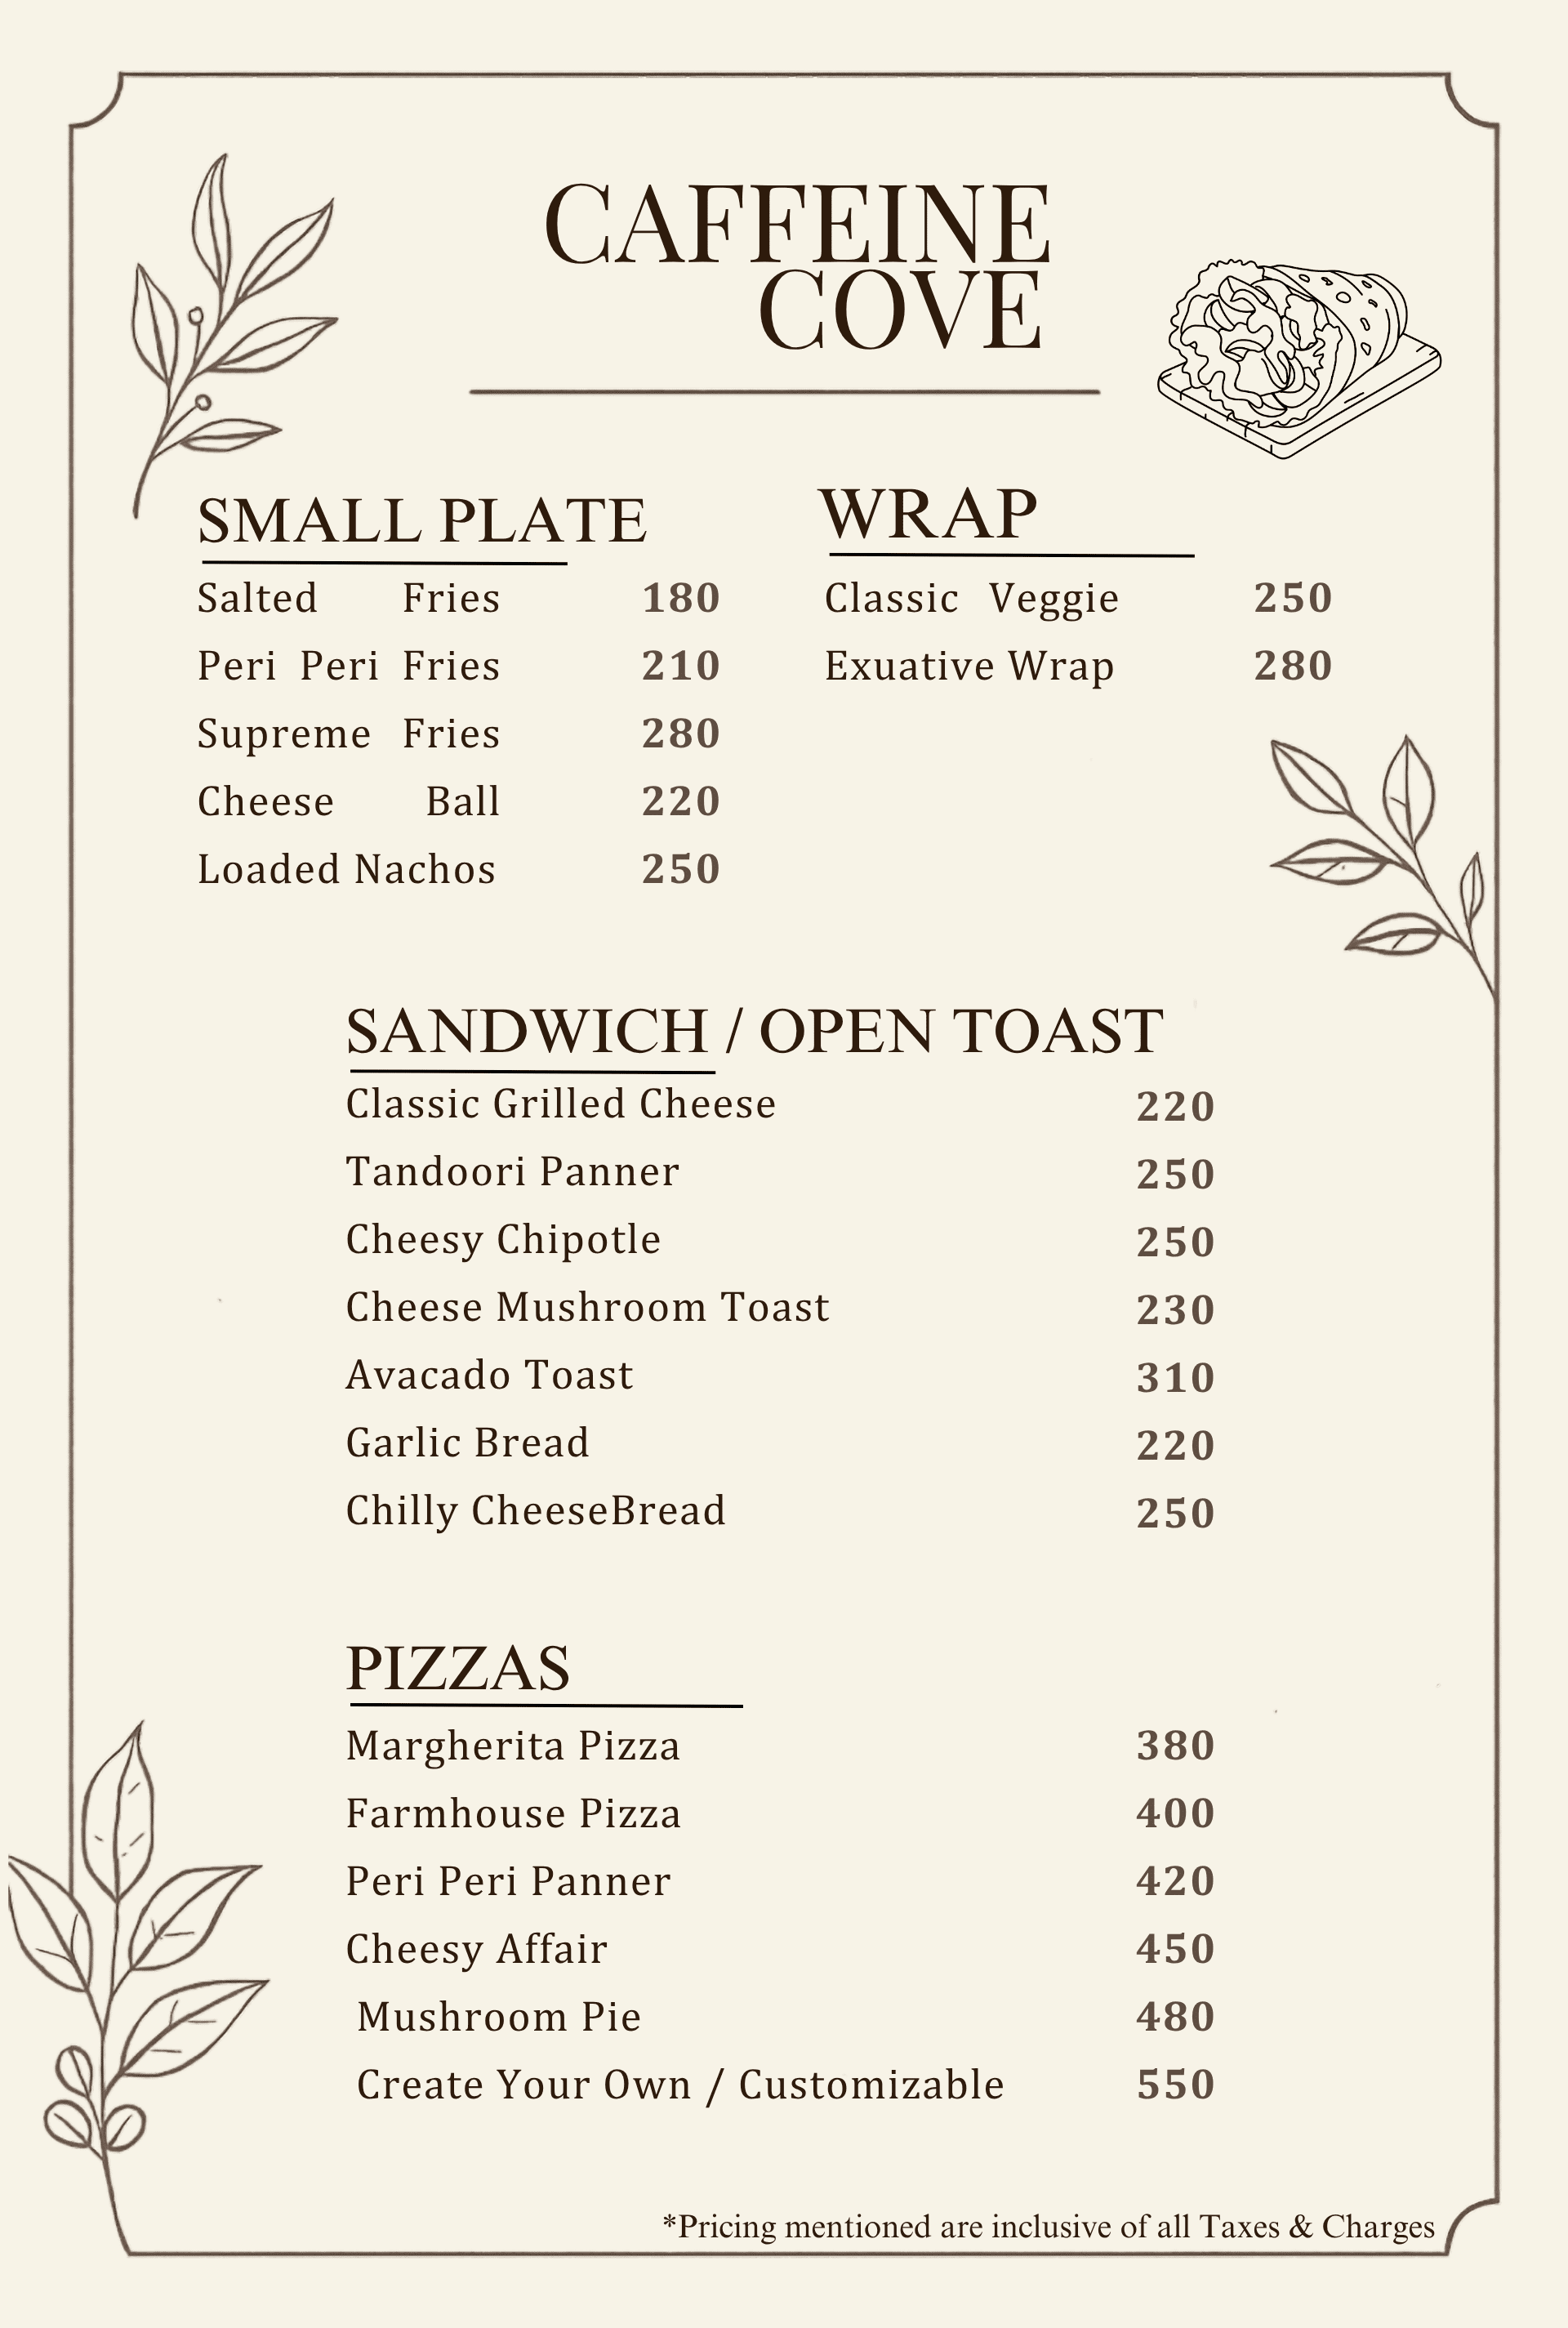 CAFFEINE
COVE
SMALL PLATE
Salted Fries 180
Peri Peri Fries 210
Supreme Fries 280
Cheese Ball 220
Loaded Nachos 250
WRAP
Classic Veggie 250
Exuative Wrap 280
SANDWICH / OPEN TOAST
Classic Grilled Cheese 220
Tandoori Panner 250
Cheesy Chipotle 250
Cheese Mushroom Toast 230
Avacado Toast 310
Garlic Bread 220
Chilly CheeseBread 250
PIZZAS
Margherita Pizza 380
Farmhouse Pizza 400
Peri Peri Panner 420
Cheesy Affair 450
Mushroom Pie 480
Create Your Own / Customizable 550
*Pricing mentioned are inclusive of all Taxes & Charges